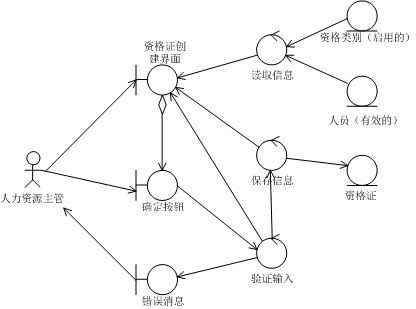 资格证创
建界面
读取信息
资格类别（启用的）
人员（有效的）
人力资源主管
确定按钮
保存信息
资格证
错误消息
验证输入